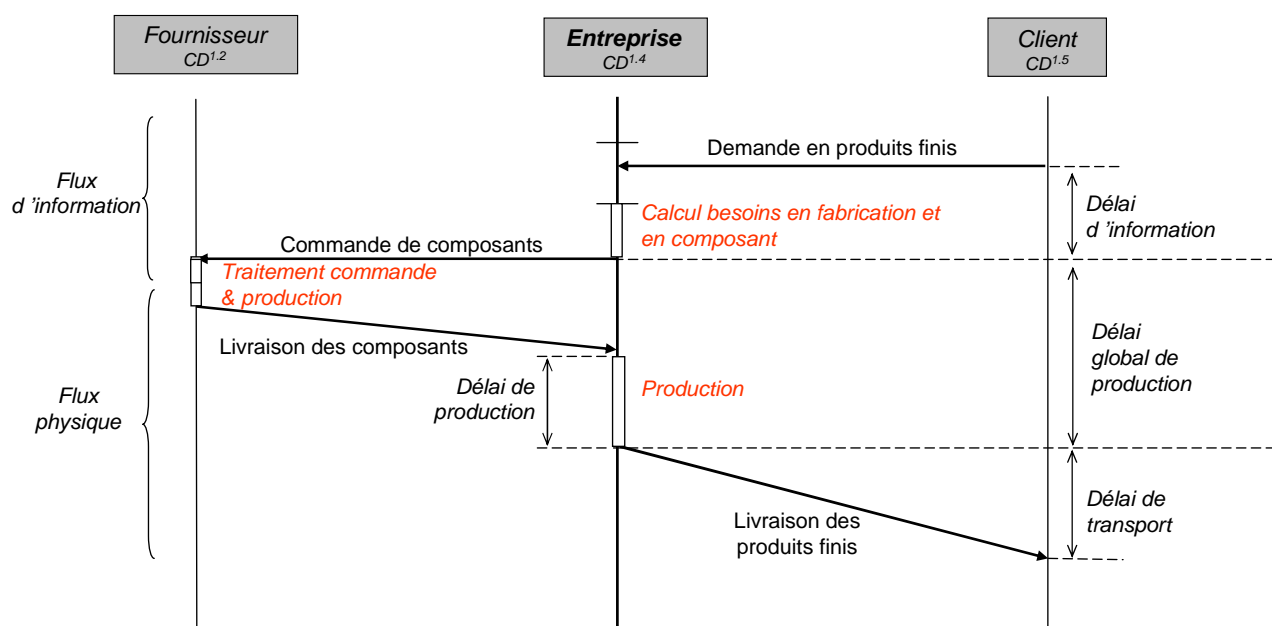 Fournisseur
CD1.2
Entreprise
CD1.4
Client
CD1.5
Demande en produits finis
Flux
d 'information
Calcul besoins en fabrication et
en composant
Délai
d 'information
Commande de composants
Traitement commande
& production
Livraison des composants
Délai
global de
production
Flux
physique
Délai de
production
Production
Livraison des
produits finis
Délai de
transport